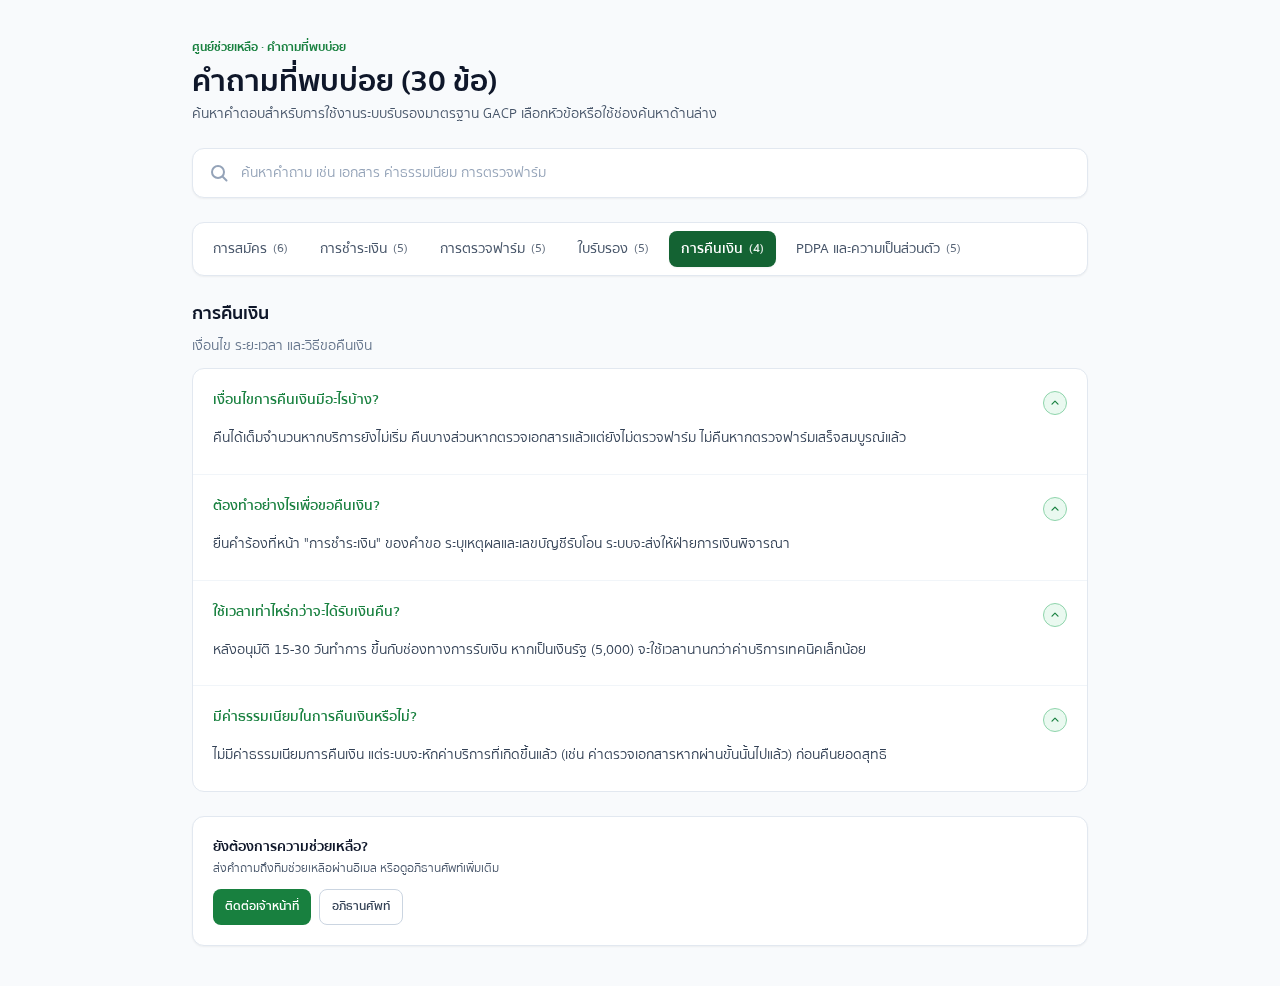 ศูนย์ช่วยเหลือ · คำถามที่พบบ่อย
คำถามที่พบบ่อย (30 ข้อ)
ค้นหาคำตอบสำหรับการใช้งานระบบรับรองมาตรฐาน GACP เลือกหัวข้อหรือใช้ช่องค้นหาด้านล่าง
ค้นหาคำถาม เช่น เอกสาร ค่าธรรมเนียม การตรวจฟาร์ม
การสมัคร (6) การชำระเงิน (5) การตรวจฟาร์ม (5) ใบรับรอง (5) การคืนเงิน (4) PDPA และความเป็นส่วนตัว (5)
การคืนเงิน
เงื่อนไข ระยะเวลา และวิธีขอคืนเงิน
เงื่อนไขการคืนเงินมีอะไรบ้าง?
คืนได้เต็มจำนวนหากบริการยังไม่เริ่ม คืนบางส่วนหากตรวจเอกสารแล้วแต่ยังไม่ตรวจฟาร์ม ไม่คืนหากตรวจฟาร์มเสร็จสมบูรณ์แล้ว
ต้องทำอย่างไรเพื่อขอคืนเงิน?
ยื่นคำร้องที่หน้า "การชำระเงิน" ของคำขอ ระบุเหตุผลและเลขบัญชีรับโอน ระบบจะส่งให้ฝ่ายการเงินพิจารณา
ใช้เวลาเท่าไหร่กว่าจะได้รับเงินคืน?
หลังอนุมัติ 15-30 วันทำการ ขึ้นกับช่องทางการรับเงิน หากเป็นเงินรัฐ (5,000) จะใช้เวลานานกว่าค่าบริการเทคนิคเล็กน้อย
มีค่าธรรมเนียมในการคืนเงินหรือไม่?
ไม่มีค่าธรรมเนียมการคืนเงิน แต่ระบบจะหักค่าบริการที่เกิดขึ้นแล้ว (เช่น ค่าตรวจเอกสารหากผ่านขั้นนั้นไปแล้ว) ก่อนคืนยอดสุทธิ
ยังต้องการความช่วยเหลือ?
ส่งคำถามถึงทีมช่วยเหลือผ่านอีเมล หรือดูอภิธานศัพท์เพิ่มเติม
ติดต่อเจ้าหน้าที่ อภิธานศัพท์